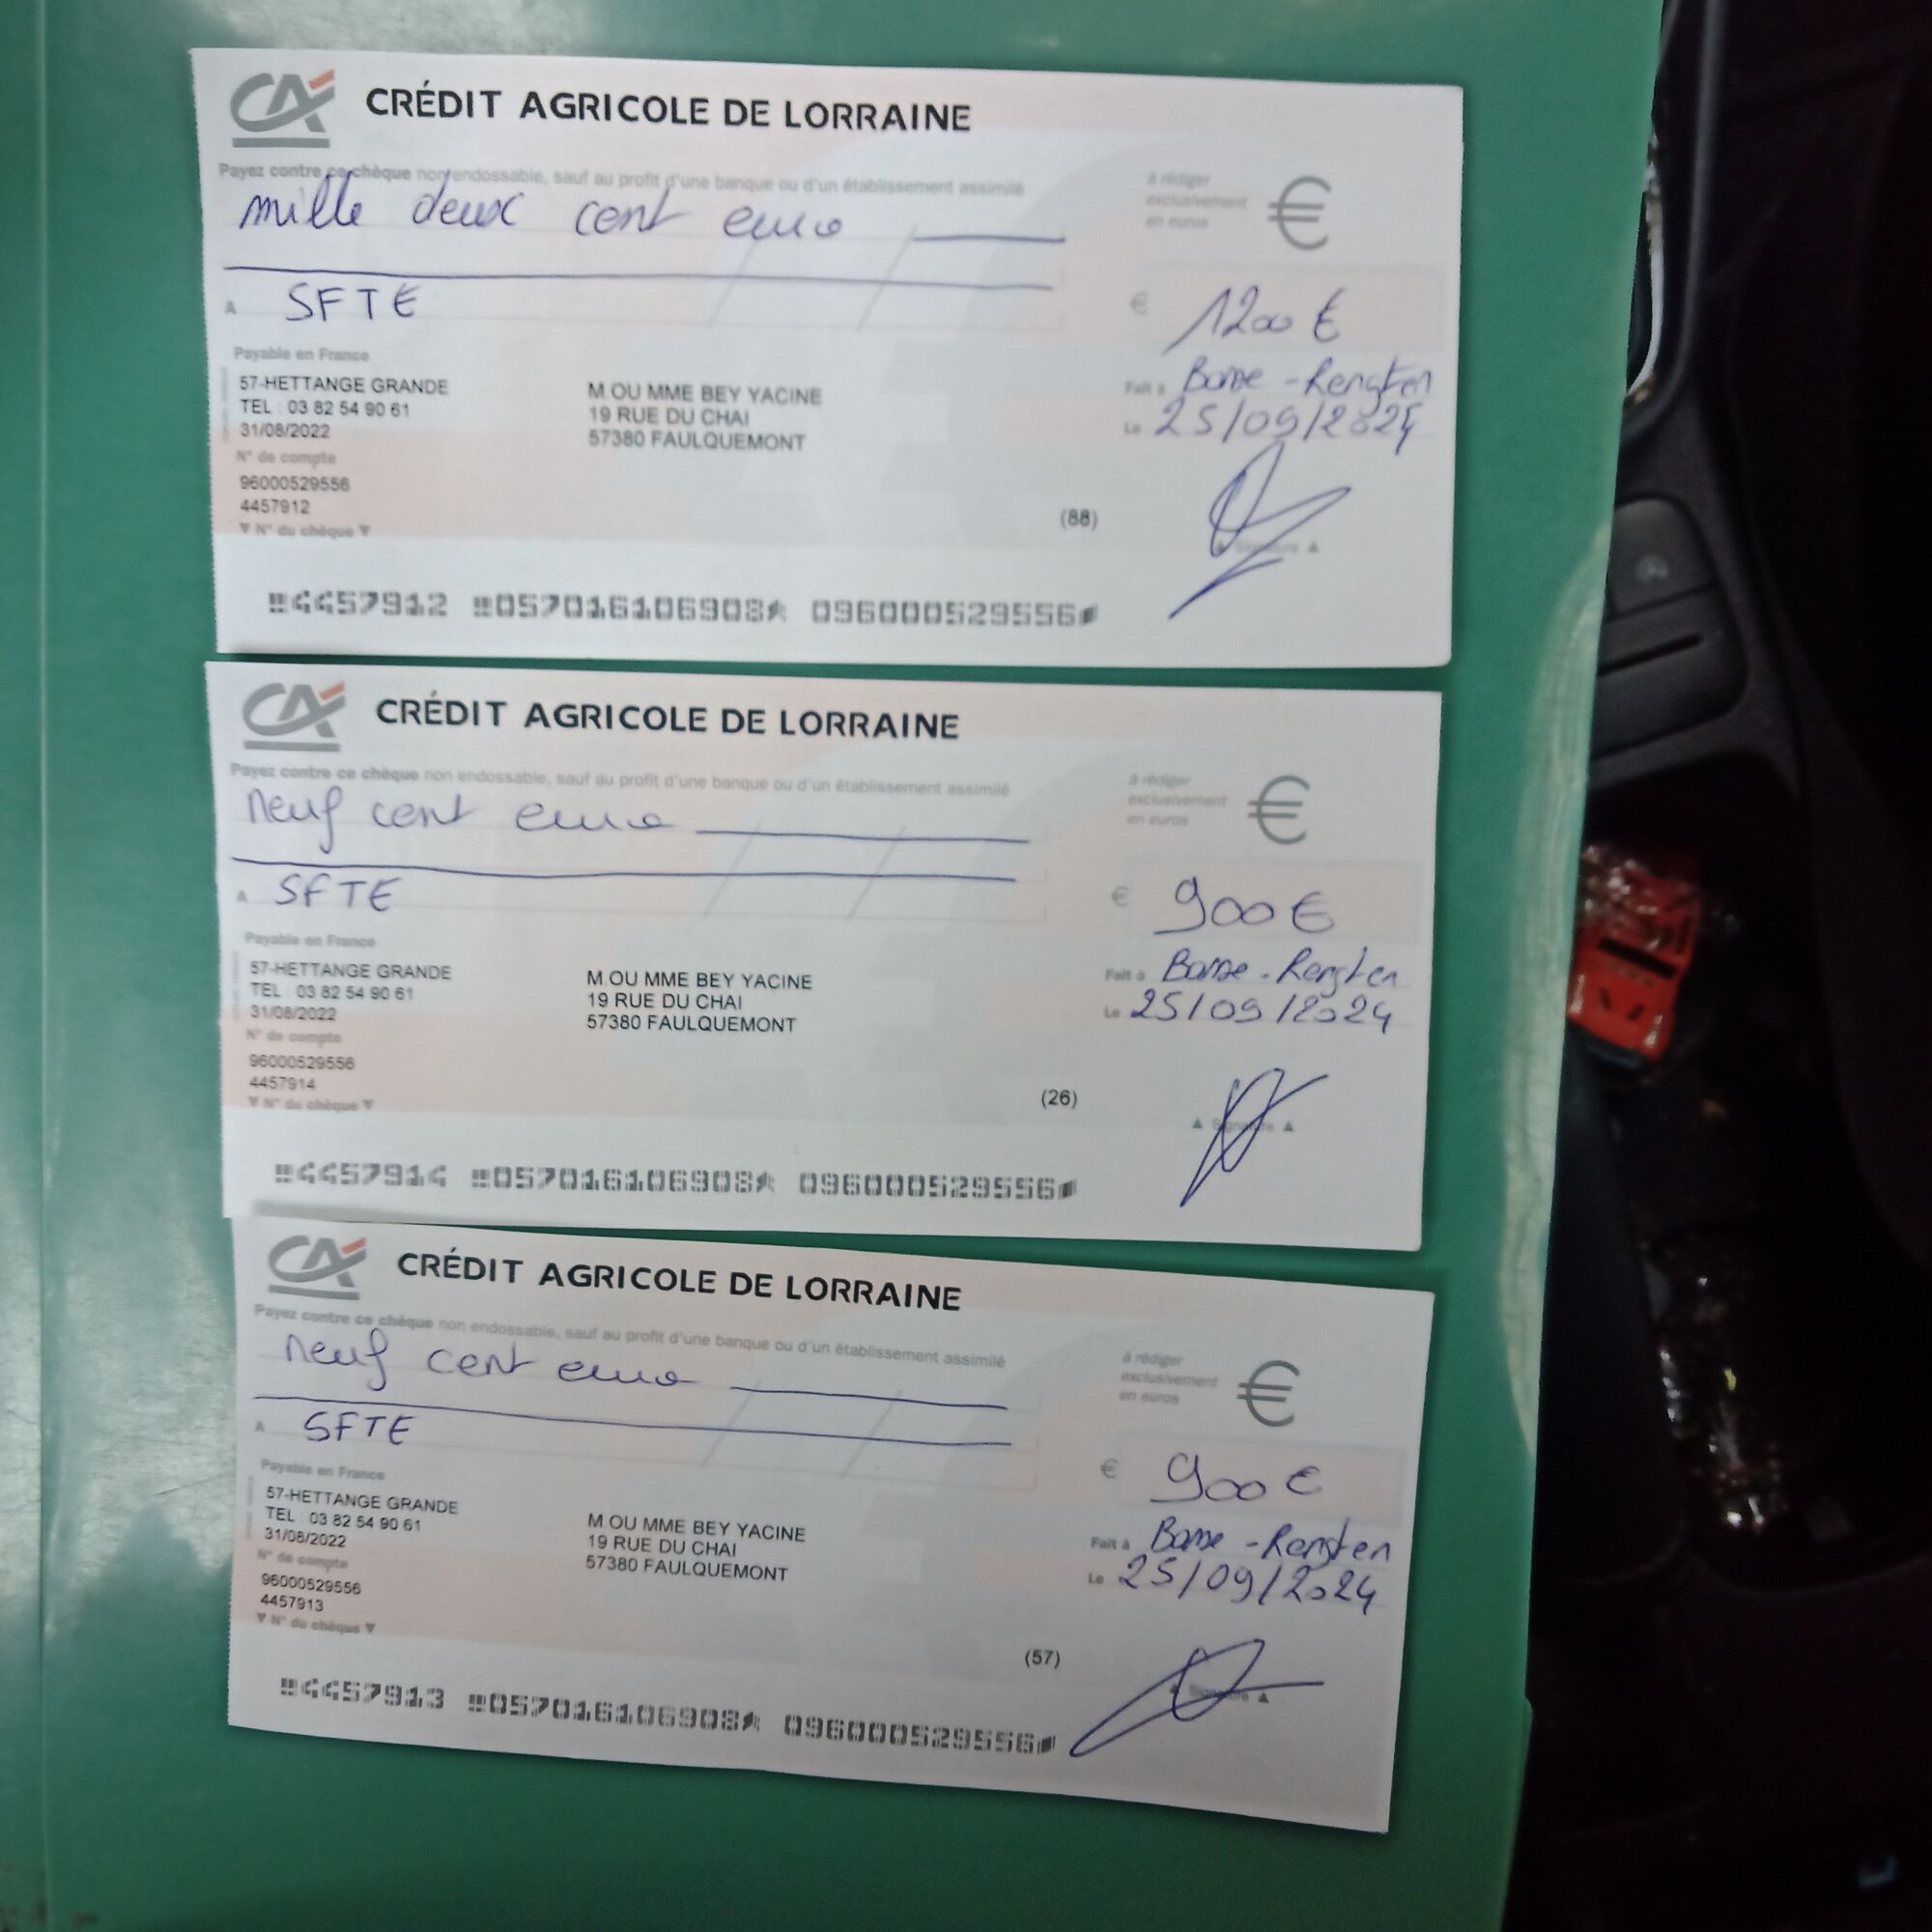 CA CRÉDIT AGRICOLE DE LORRAINE
Payez contre ce chèque non endossable, sauf au profit d'une banque ou d'un établissement assimilé
à rédiger
exclusivement
en euros
€
mille deux cent euro
A SFTE
€ 1200 €
Payable en France
57-HETTANGE GRANDE
TEL : 03 82 54 90 61
31/08/2022
N° de compte
96000529556
4457912
▼ N° du chèque ▼
M OU MME BEY YACINE
19 RUE DU CHAI
57380 FAULQUEMONT
Fait à Basse-Rengten
Le 25/09/2024
(88)
▲ Signature ▲
4457912 057016106908 096000529556
CA CRÉDIT AGRICOLE DE LORRAINE
Payez contre ce chèque non endossable, sauf au profit d'une banque ou d'un établissement assimilé
à rédiger
exclusivement
en euros
€
neuf cent euro
A SFTE
€ 900 €
Payable en France
57-HETTANGE GRANDE
TEL : 03 82 54 90 61
31/08/2022
N° de compte
96000529556
4457914
▼ N° du chèque ▼
M OU MME BEY YACINE
19 RUE DU CHAI
57380 FAULQUEMONT
Fait à Basse-Rengten
Le 25/09/2024
(26)
▲ Signature ▲
4457914 057016106908 096000529556
CA CRÉDIT AGRICOLE DE LORRAINE
Payez contre ce chèque non endossable, sauf au profit d'une banque ou d'un établissement assimilé
à rédiger
exclusivement
en euros
€
neuf cent euro
A SFTE
€ 900 €
Payable en France
57-HETTANGE GRANDE
TEL : 03 82 54 90 61
31/08/2022
N° de compte
96000529556
4457913
▼ N° du chèque ▼
M OU MME BEY YACINE
19 RUE DU CHAI
57380 FAULQUEMONT
Fait à Basse-Rengten
Le 25/09/2024
(57)
▲ Signature ▲
4457913 057016106908 096000529556